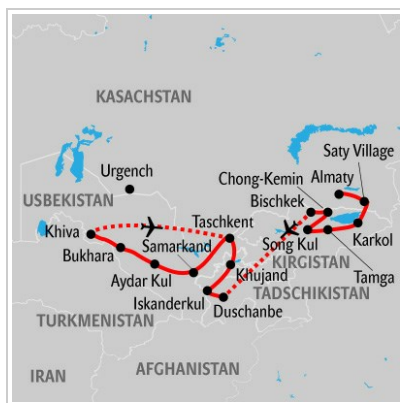 KASACHSTAN
Saty Village
Chong-Kemin
Almaty
Urgench
Bischkek
USBEKISTAN
Taschkent
Khiva
Samarkand
Song Kul
Karkol
Bukhara
Khujand
KIRGISTAN
Aydar Kul
Tamga
TADSCHIKISTAN
Iskanderkul
Duschanbe
TURKMENISTAN
AFGHANISTAN
IRAN